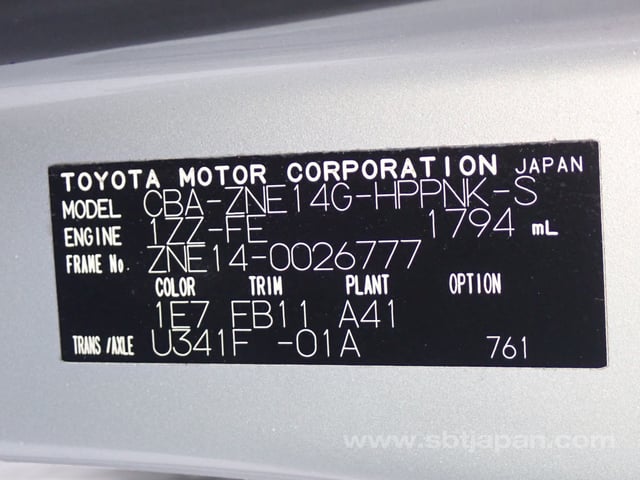 TOYOTA MOTOR CORPORATION JAPAN
MODEL CBA-ZNE14G-HPPNK-S
ENGINE 1ZZ-FE 1794 mL
FRAME No. ZNE14-0026777
COLOR TRIM PLANT OPTION
1E7 FB11 A41
TRANS/AXLE U341F -01A 761
www.sbtjapan.com